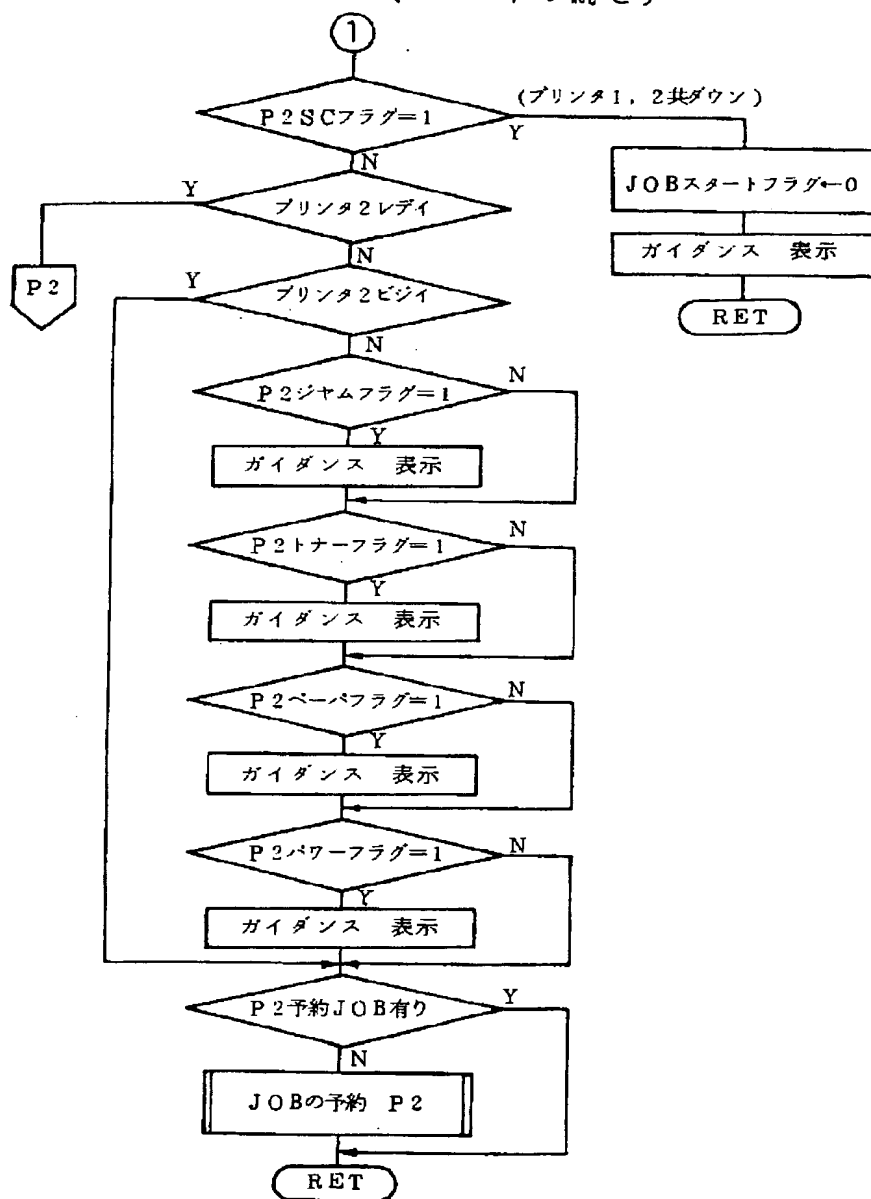 1
(プリンタ1, 2共ダウン)
P2SCフラグ=1
Y
N
JOBスタートフラグ←0
Y
プリンタ2レデイ
ガイダンス 表示
N
P2
Y
プリンタ2ビジイ
RET
N
P2ジヤムフラグ=1
N
Y
ガイダンス 表示
P2トナーフラグ=1
N
Y
ガイダンス 表示
P2ペーパフラグ=1
N
Y
ガイダンス 表示
P2パワーフラグ=1
N
Y
ガイダンス 表示
P2予約JOB有り
Y
N
JOBの予約 P2
RET